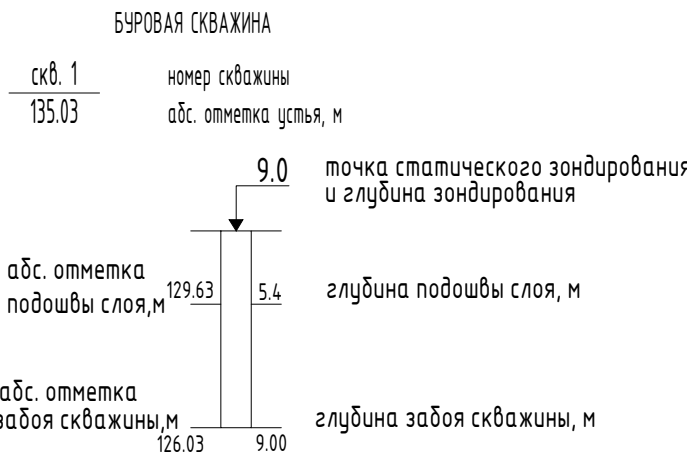 БУРОВАЯ СКВАЖИНА
скв. 1 номер скважины
135.03 абс. отметка устья, м
9.0 точка статического зондирования
и глубина зондирования
абс. отметка
подошвы слоя,м 129.63 5.4 глубина подошвы слоя, м
абс. отметка
забоя скважины,м глубина забоя скважины, м
126.03 9.00